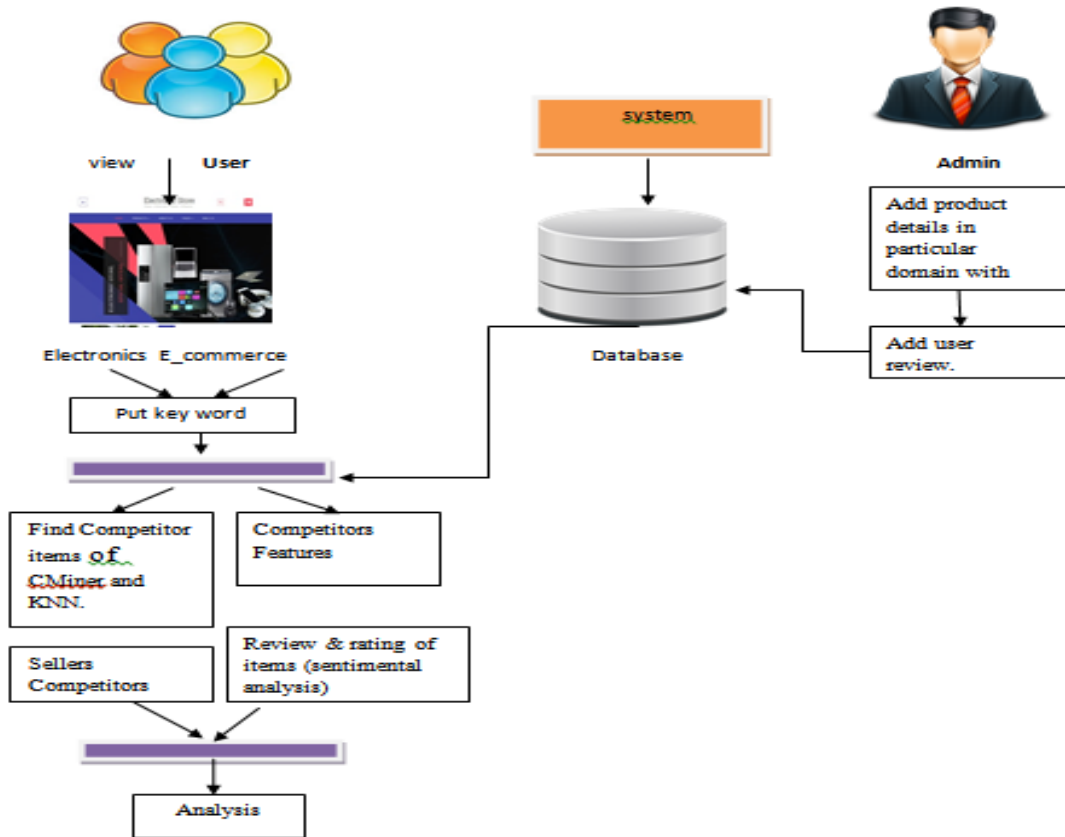 system
view User
Admin
Add product
details in
particular
domain with
Electronics E_commerce
Database
Add user
review.
Put key word
Find Competitor
items of
CMiner and
KNN.
Competitors
Features
Sellers
Competitors
Review & rating of
items (sentimental
analysis)
Analysis